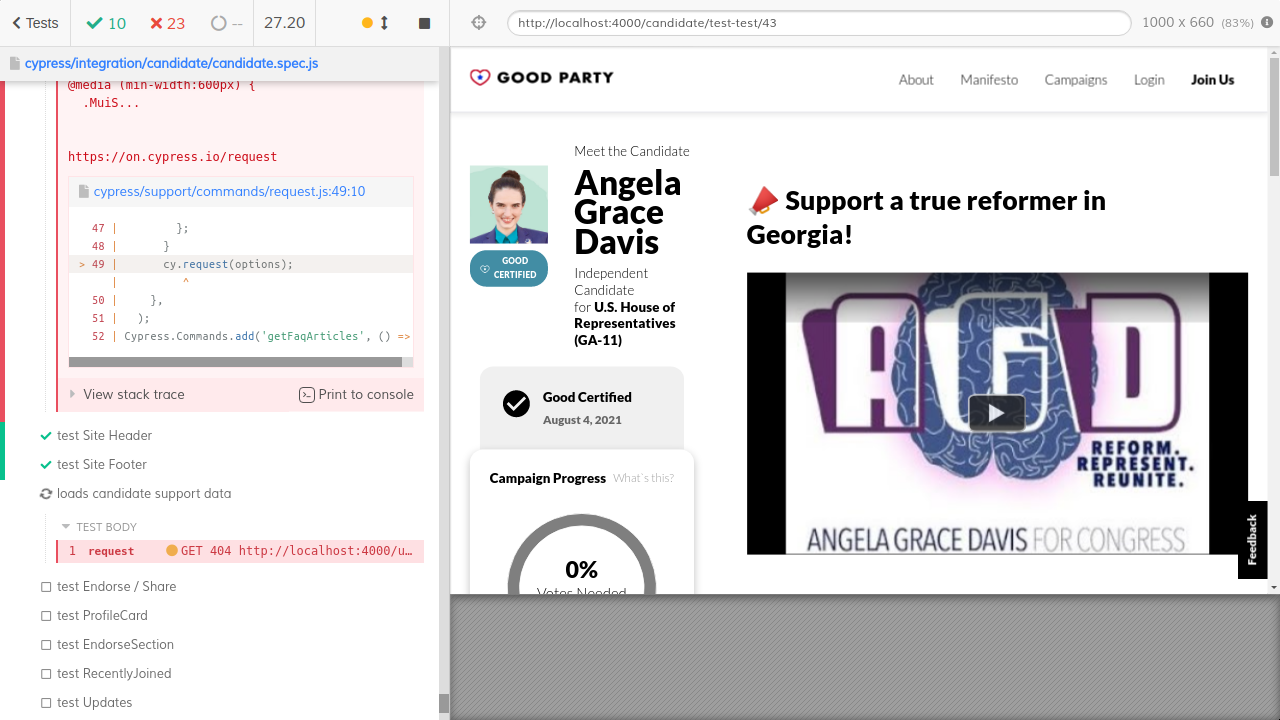 Tests
10
23
--
27.20
http://localhost:4000/candidate/test-test/43
1000 x 660 (83%)
cypress/integration/candidate/candidate.spec.js
@media (min-width:600px) {
.MuiS...
https://on.cypress.io/request
cypress/support/commands/request.js:49:10
47 | };
48 | }
> 49 | cy.request(options);
| ^
50 | },
51 | );
52 | Cypress.Commands.add('getFaqArticles', () =>
View stack trace
Print to console
test Site Header
test Site Footer
loads candidate support data
TEST BODY
1 request GET 404 http://localhost:4000/u...
test Endorse / Share
test ProfileCard
test EndorseSection
test RecentlyJoined
test Updates
GOOD PARTY
About
Manifesto
Campaigns
Login
Join Us
Meet the Candidate
Angela
Grace
Davis
GOOD
CERTIFIED
Independent
Candidate
for U.S. House of
Representatives
(GA-11)
Good Certified
August 4, 2021
Campaign Progress What's this?
0%
Votes Needed
Support a true reformer in
Georgia!
AGD
REFORM.
REPRESENT.
REUNITE.
ANGELA GRACE DAVIS FOR CONGRESS
Feedback